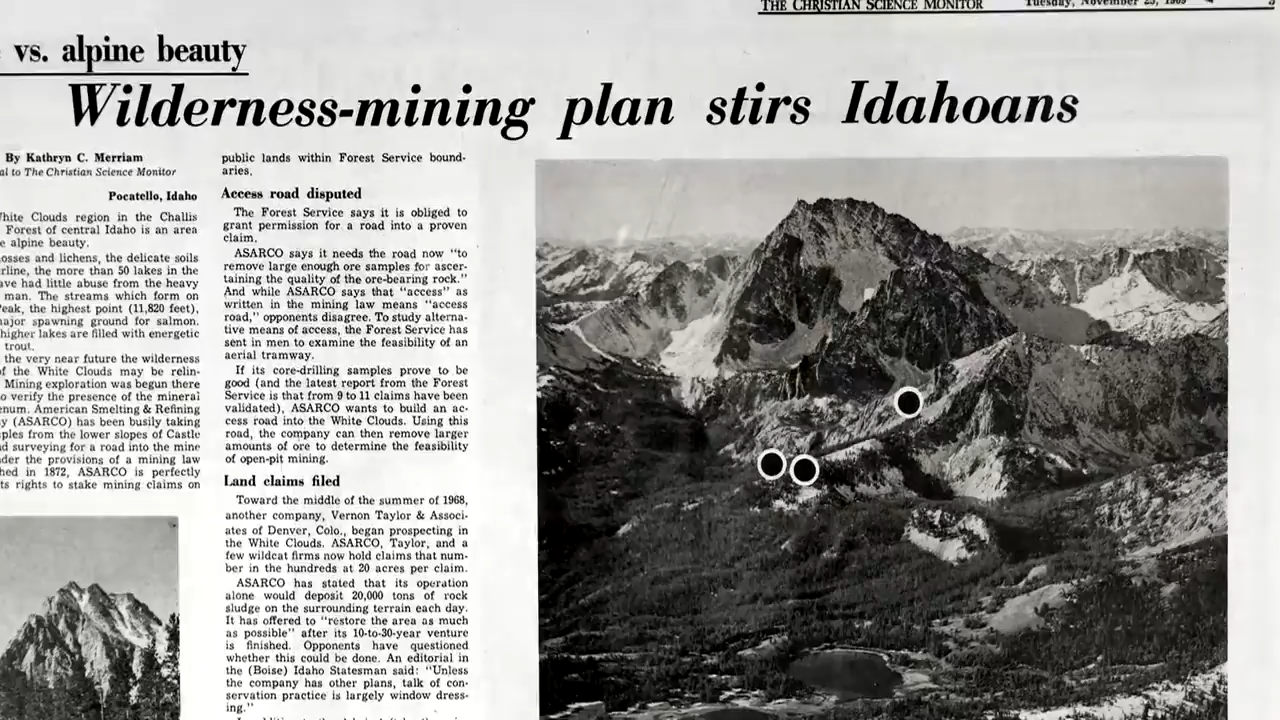 THE CHRISTIAN SCIENCE MONITOR
Tuesday, November 25, 1969
vs. alpine beauty
Wilderness-mining plan stirs Idahoans
By Kathryn C. Merriam
al to The Christian Science Monitor
Pocatello, Idaho
White Clouds region in the Challis
Forest of central Idaho is an area
e alpine beauty.
osses and lichens, the delicate soils
rline, the more than 50 lakes in the
ave had little abuse from the heavy
man. The streams which form on
Peak, the highest point (11,820 feet),
major spawning ground for salmon.
higher lakes are filled with energetic
trout.
the very near future the wilderness
of the White Clouds may be relin-
Mining exploration was begun there
o verify the presence of the mineral
enum. American Smelting & Refining
y (ASARCO) has been busily taking
ples from the lower slopes of Castle
d surveying for a road into the mine
der the provisions of a mining law
hed in 1872, ASARCO is perfectly
ts rights to stake mining claims on
public lands within Forest Service bound-
aries.
Access road disputed
The Forest Service says it is obliged to
grant permission for a road into a proven
claim.
ASARCO says it needs the road now "to
remove large enough ore samples for ascer-
taining the quality of the ore-bearing rock."
And while ASARCO says that "access" as
written in the mining law means "access
road," opponents disagree. To study alterna-
tive means of access, the Forest Service has
sent in men to examine the feasibility of an
aerial tramway.
If its core-drilling samples prove to be
good (and the latest report from the Forest
Service is that from 9 to 11 claims have been
validated), ASARCO wants to build an ac-
cess road into the White Clouds. Using this
road, the company can then remove larger
amounts of ore to determine the feasibility
of open-pit mining.
Land claims filed
Toward the middle of the summer of 1968,
another company, Vernon Taylor & Associ-
ates of Denver, Colo., began prospecting in
the White Clouds. ASARCO, Taylor, and a
few wildcat firms now hold claims that num-
ber in the hundreds at 20 acres per claim.
ASARCO has stated that its operation
alone would deposit 20,000 tons of rock
sludge on the surrounding terrain each day.
It has offered to "restore the area as much
as possible" after its 10-to-30-year venture
is finished. Opponents have questioned
whether this could be done. An editorial in
the (Boise) Idaho Statesman said: "Unless
the company has other plans, talk of con-
servation practice is largely window dress-
ing."